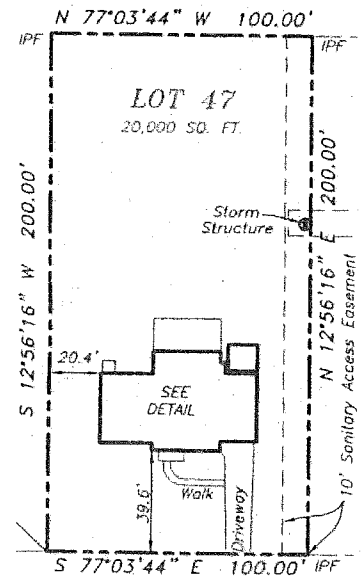 N 77°03'44" W 100.00'
IPF
IPF
LOT 47
20,000 SQ. FT.
S 12°56'16" W 200.00'
N 12°56'16" E 200.00'
Storm
Structure
10' Sanitary Access Easement
20.4'
SEE
DETAIL
39.6'
Walk
Driveway
S 77°03'44" E 100.00'
IPF